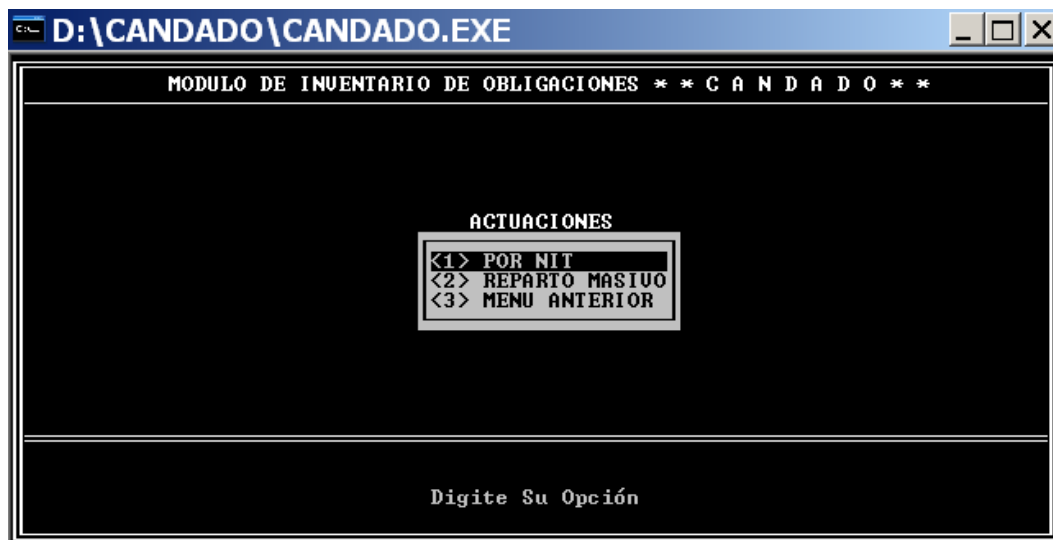 D:\CANDADO\CANDADO.EXE
MODULO DE INVENTARIO DE OBLIGACIONES * * C A N D A D O * *
ACTUACIONES
<1> POR NIT
<2> REPARTO MASIVO
<3> MENU ANTERIOR
Digite Su Opción